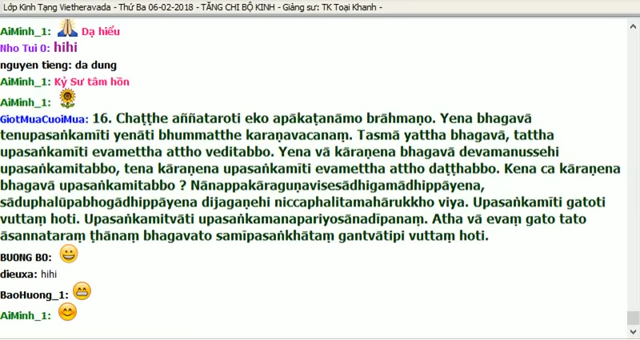 Lớp Kinh Tạng Vietheravada - Thứ Ba 06-02-2018 - TĂNG CHI BỘ KINH - Giảng sư: TK Toại Khanh -
AiMinh_1: 🙏 Dạ hiểu
Nho Tui 0: hihi
nguyen tieng: da dung
AiMinh_1: Kỷ Sư tâm hồn
AiMinh_1: 🌻
GiotMuaCuoiMua: 16. Chaṭṭhe aññataroti eko apākaṭanāmo brāhmaṇo. Yena bhagavā
tenupasaṅkamīti yenāti bhummatthe karaṇavacanaṃ. Tasmā yattha bhagavā, tattha
upasaṅkamīti evamettha attho veditabbo. Yena vā kāraṇena bhagavā devamanussehi
upasaṅkamitabbo, tena kāraṇena upasaṅkamīti evamettha attho daṭṭhabbo. Kena ca kāraṇena
bhagavā upasaṅkamitabbo ? Nānappakāraguṇavisesādhigamādhippāyena,
sāduphalūpabhogādhippāyena dijagaṇehi niccaphalitamahārukkho viya. Upasaṅkamīti gatoti
vuttaṃ hoti. Upasaṅkamitvāti upasaṅkamanapariyosānadīpanaṃ. Atha vā evaṃ gato tato
āsannataraṃ ṭhānaṃ bhagavato samīpasaṅkhātaṃ gantvātipi vuttaṃ hoti.
BUONG BO: 😀
dieuxa: hihi
BaoHuong_1: 😁
AiMinh_1: 😊